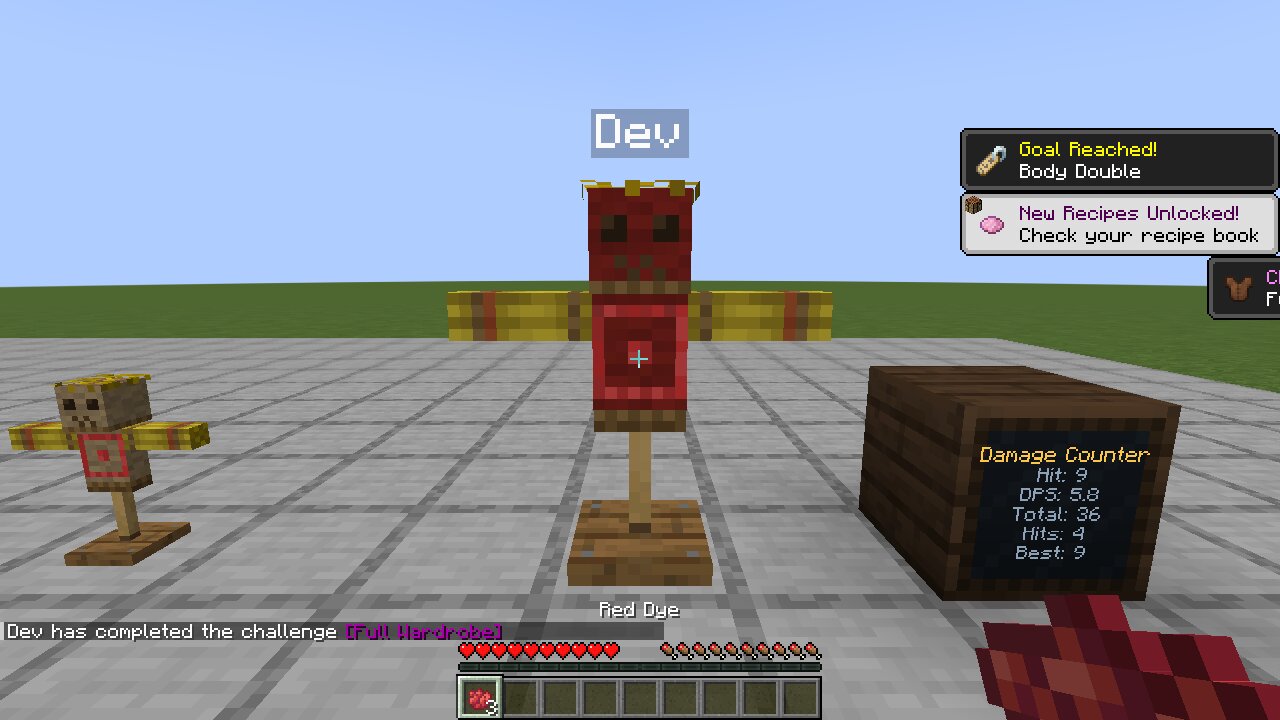 Dev
Goal Reached!
Body Double
New Recipes Unlocked!
Check your recipe book
Damage Counter
Hit: 9
DPS: 5.8
Total: 36
Hits: 4
Best: 9
Red Dye
Dev has completed the challenge [Full Wardrobe]
3